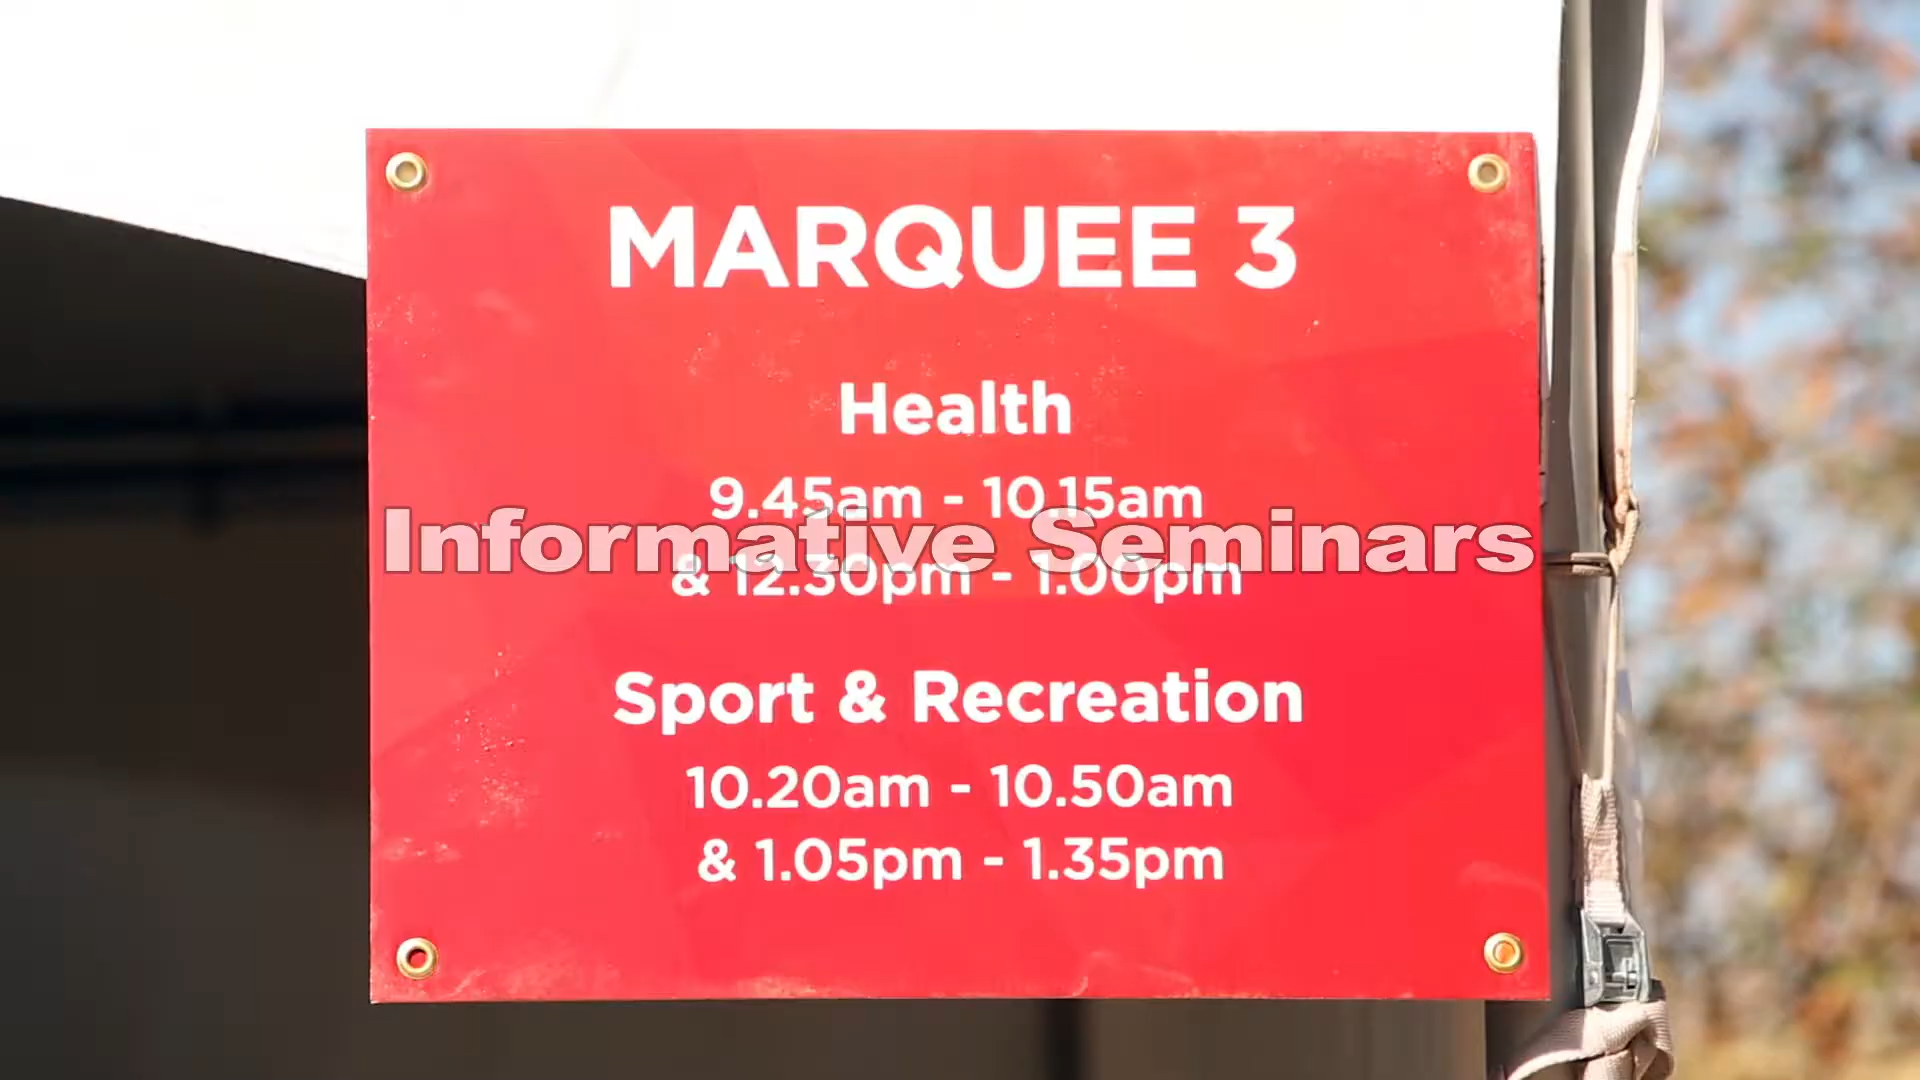 MARQUEE 3
Health
9.45am - 10.15am
Informative Seminars
& 12.30pm - 1.00pm
Sport & Recreation
10.20am - 10.50am
& 1.05pm - 1.35pm